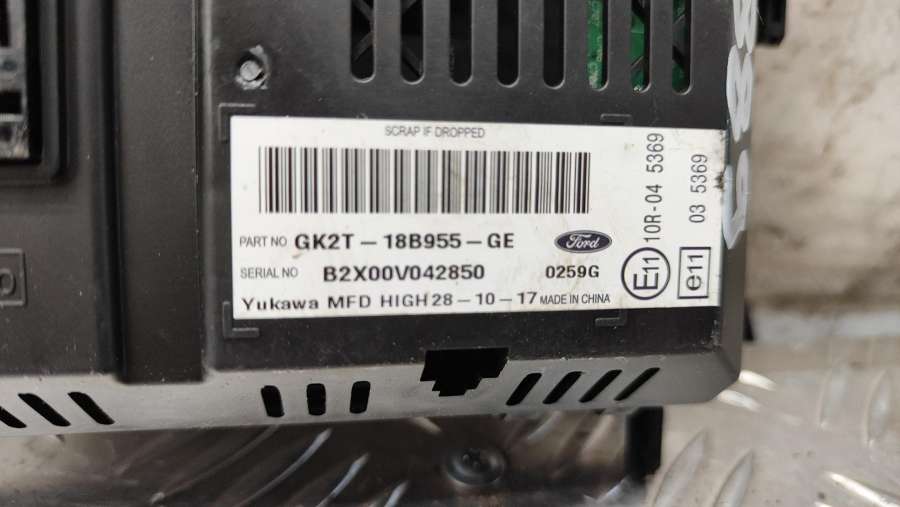 SCRAP IF DROPPED
PART NO GK2T-18B955-GE Ford
SERIAL NO B2X00V042850 0259G
Yukawa MFD HIGH 28-10-17 MADE IN CHINA
E11 10R-04 5369
e11 03 5369